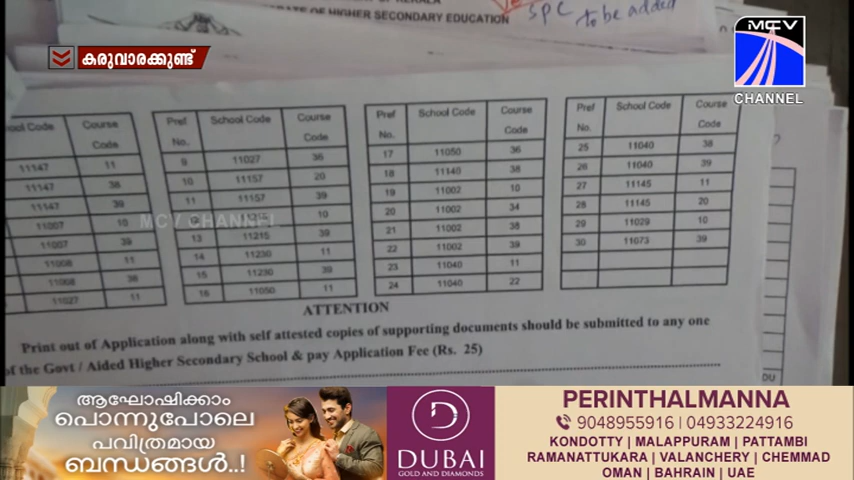 RATE OF HIGHER SECONDARY EDUCATION
SPC
to be added
MCV
CHANNEL
കരുവാരക്കുണ്ട്
School Code Course Code
11147 11
11147 38
11147 39
11007 10
11007 39
11008 11
11008 38
11027 11
Pref No. School Code Course Code
9 11027 36
10 11157 20
11 11157 39
10
13 11215 39
14 11230 11
15 11230 39
16 11050 11
Pref No. School Code Course Code
17 11050 36
18 11140 38
19 11002 10
20 11002 34
21 11002 38
22 11002 39
23 11040 11
24 11040 22
Pref No. School Code Course Code
25 11040 38
26 11040 39
27 11145 11
28 11145 20
29 11029 10
30 11073 39
MCV CHANNEL
ATTENTION
Print out of Application along with self attested copies of supporting documents should be submitted to any one
of the Govt / Aided Higher Secondary School & pay Application Fee (Rs. 25)
ആഘോഷിക്കാം
പൊന്നുപോലെ
പവിത്രമായ
ബന്ധങ്ങൾ..!
D
DUBAI
GOLD AND DIAMONDS
PERINTHALMANNA
9048955916 | 04933224916
KONDOTTY | MALAPPURAM | PATTAMBI
RAMANATTUKARA | VALANCHERY | CHEMMAD
OMAN | BAHRAIN | UAE